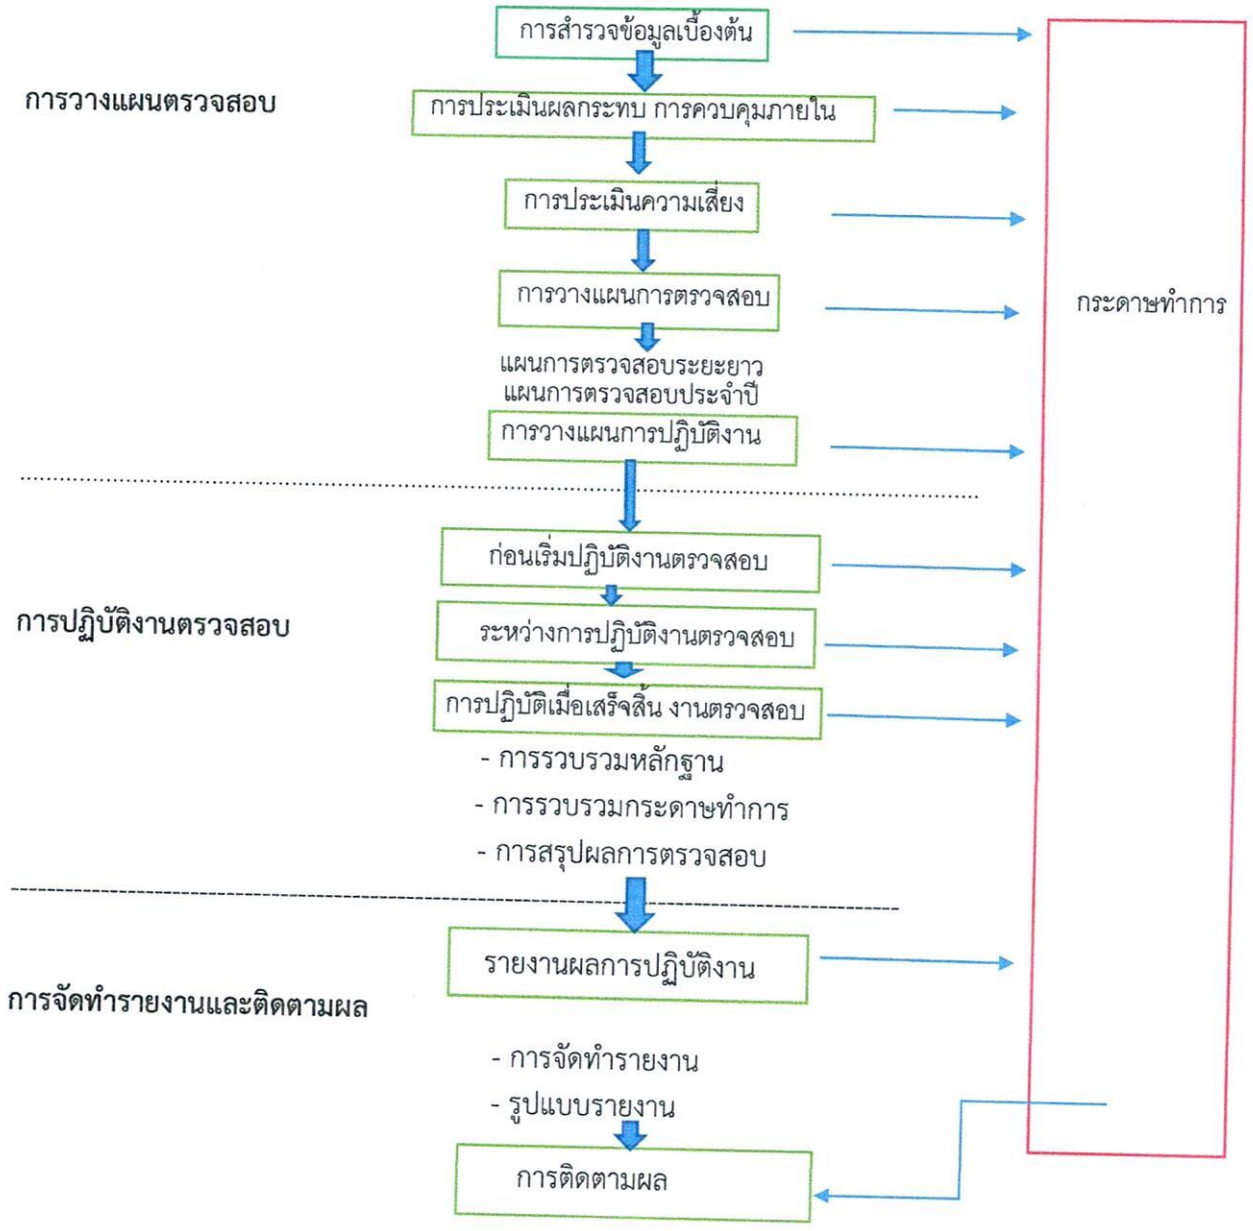 การสำรวจข้อมูลเบื้องต้น
การวางแผนตรวจสอบ
การประเมินผลกระทบ การควบคุมภายใน
การประเมินความเสี่ยง
การวางแผนการตรวจสอบ
กระดาษทำการ
แผนการตรวจสอบระยะยาว
แผนการตรวจสอบประจำปี
การวางแผนการปฏิบัติงาน
ก่อนเริ่มปฏิบัติงานตรวจสอบ
การปฏิบัติงานตรวจสอบ
ระหว่างการปฏิบัติงานตรวจสอบ
การปฏิบัติเมื่อเสร็จสิ้น งานตรวจสอบ
- การรวบรวมหลักฐาน
- การรวบรวมกระดาษทำการ
- การสรุปผลการตรวจสอบ
รายงานผลการปฏิบัติงาน
การจัดทำรายงานและติดตามผล
- การจัดทำรายงาน
- รูปแบบรายงาน
การติดตามผล